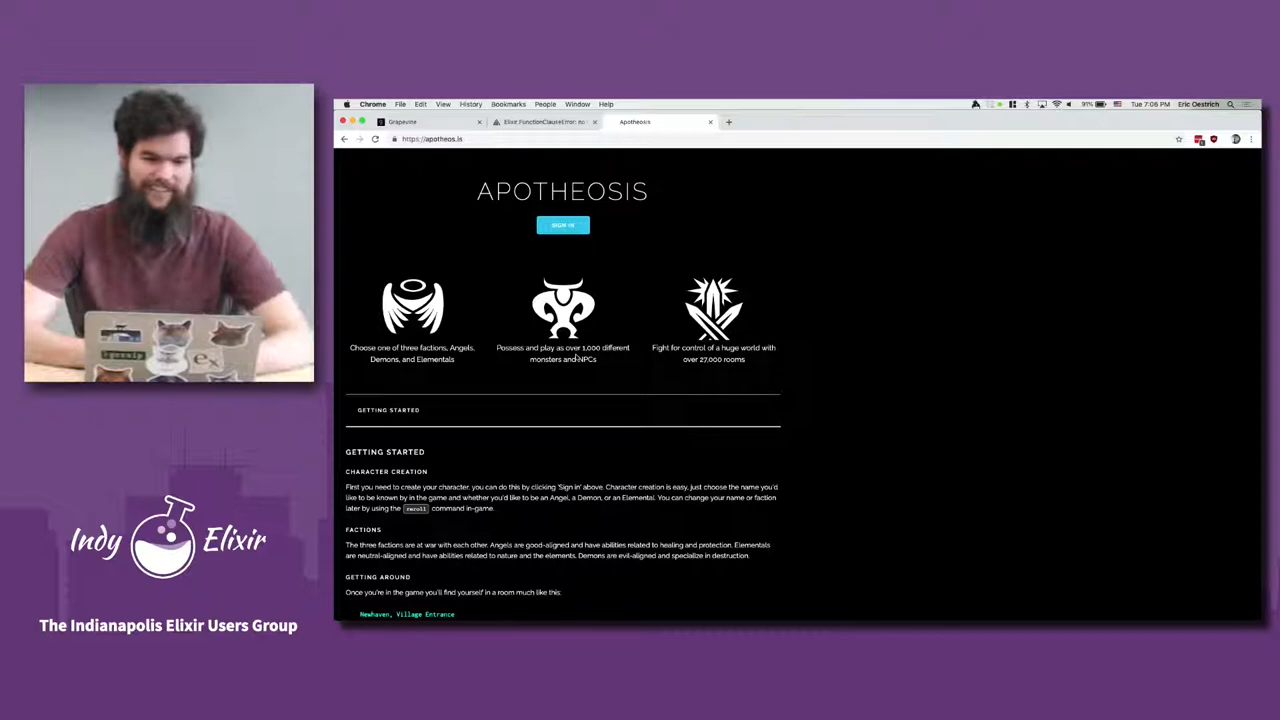 Chrome File Edit View History Bookmarks People Window Help
91% Tue 7:06 PM Eric Oestrich
Grapevine
Elixir.FunctionClauseError: no
Apotheosis
https://apotheos.is
APOTHEOSIS
SIGN IN
Choose one of three factions, Angels,
Demons, and Elementals
Possess and play as over 1,000 different
monsters and NPCs
Fight for control of a huge world with
over 27,000 rooms
GETTING STARTED
GETTING STARTED
CHARACTER CREATION
First you need to create your character, you can do this by clicking 'Sign in' above. Character creation is easy, just choose the name you'd
like to be known by in the game and whether you'd like to be an Angel, a Demon, or an Elemental. You can change your name or faction
later by using the reroll command in-game.
FACTIONS
The three factions are at war with each other. Angels are good-aligned and have abilities related to healing and protection. Elementals
are neutral-aligned and have abilities related to nature and the elements. Demons are evil-aligned and specialize in destruction.
GETTING AROUND
Once you're in the game you'll find yourself in a room much like this:
Newhaven, Village Entrance
ex
Indy Elixir
The Indianapolis Elixir Users Group